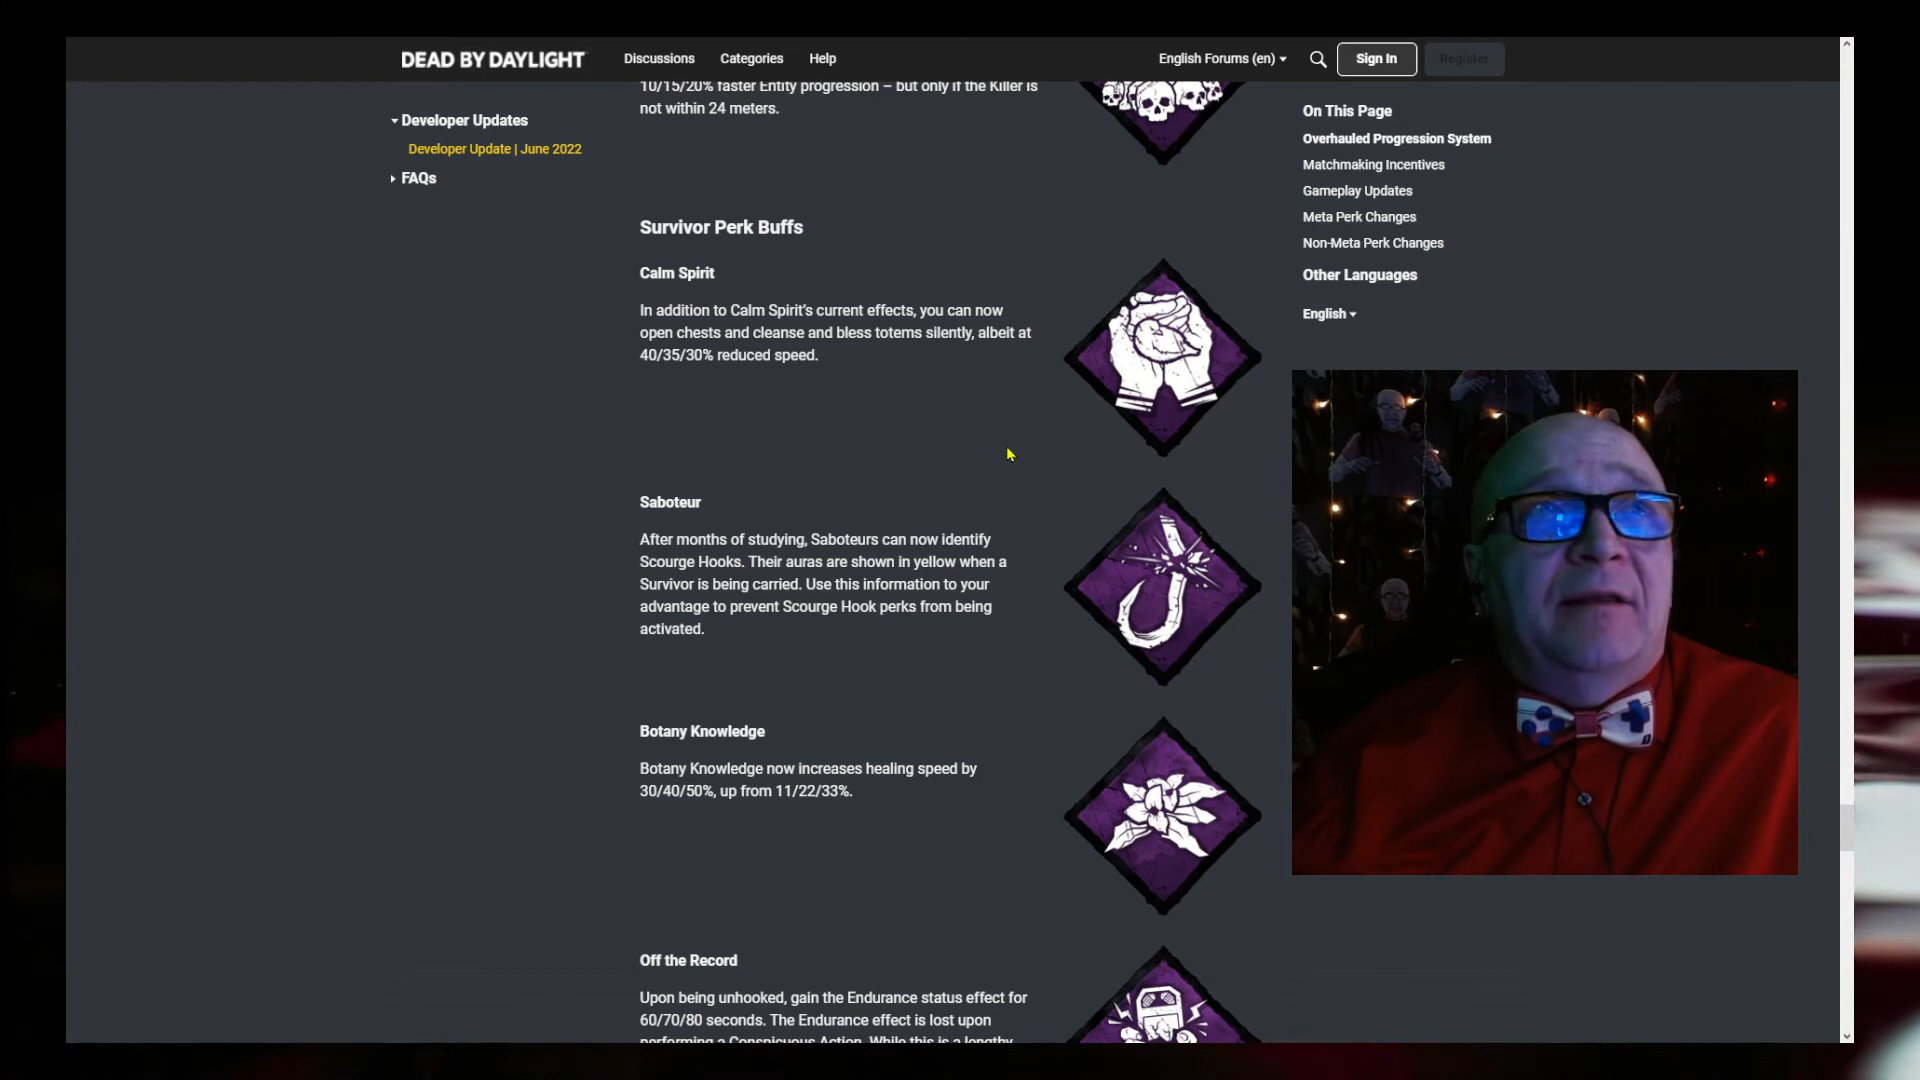 DEAD BY DAYLIGHT
Discussions
Categories
Help
English Forums (en)
Sign In
Register
Developer Updates
Developer Update | June 2022
FAQs
10/15/20% faster Entity progression – but only if the Killer is
not within 24 meters.
Survivor Perk Buffs
Calm Spirit
In addition to Calm Spirit's current effects, you can now
open chests and cleanse and bless totems silently, albeit at
40/35/30% reduced speed.
Saboteur
After months of studying, Saboteurs can now identify
Scourge Hooks. Their auras are shown in yellow when a
Survivor is being carried. Use this information to your
advantage to prevent Scourge Hook perks from being
activated.
Botany Knowledge
Botany Knowledge now increases healing speed by
30/40/50%, up from 11/22/33%.
Off the Record
Upon being unhooked, gain the Endurance status effect for
60/70/80 seconds. The Endurance effect is lost upon
performing a Conspicuous Action. While this is a lengthy
On This Page
Overhauled Progression System
Matchmaking Incentives
Gameplay Updates
Meta Perk Changes
Non-Meta Perk Changes
Other Languages
English